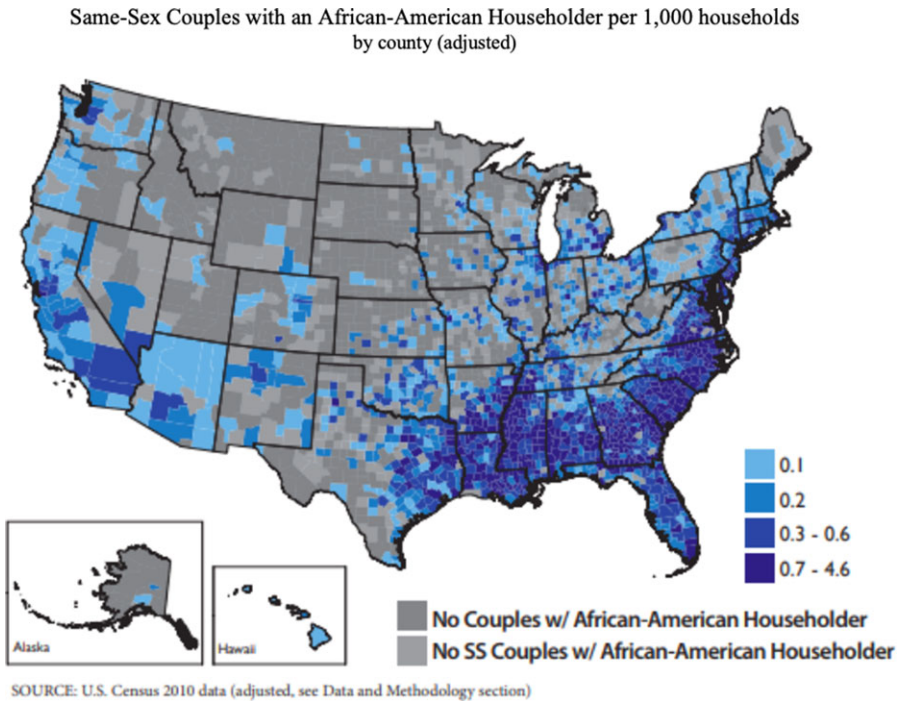 Same-Sex Couples with an African-American Householder per 1,000 households
by county (adjusted)
0.1
0.2
0.3 - 0.6
0.7 - 4.6
No Couples w/ African-American Householder
No SS Couples w/ African-American Householder
Alaska
Hawaii
SOURCE: U.S. Census 2010 data (adjusted, see Data and Methodology section)